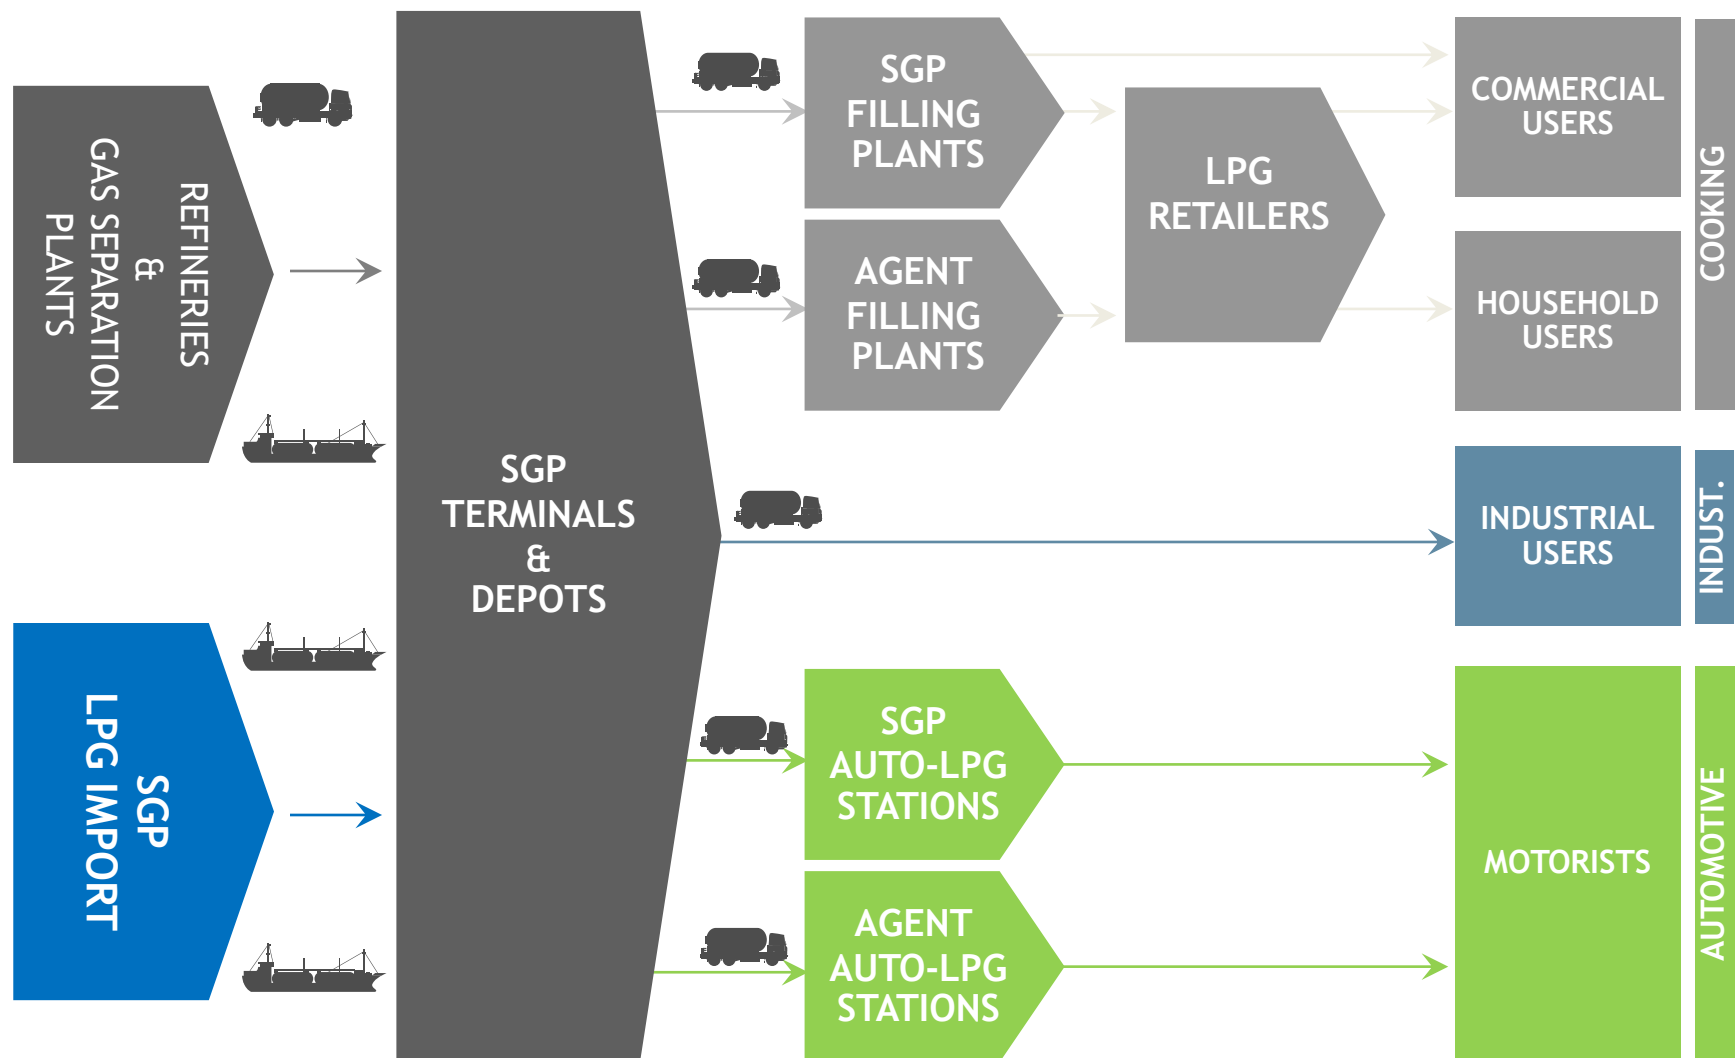 REFINERIES
&
GAS SEPARATION
PLANTS
SGP
LPG IMPORT
SGP
TERMINALS
&
DEPOTS
SGP
FILLING
PLANTS
AGENT
FILLING
PLANTS
LPG
RETAILERS
COMMERCIAL
USERS
HOUSEHOLD
USERS
COOKING
INDUSTRIAL
USERS
INDUST.
SGP
AUTO-LPG
STATIONS
AGENT
AUTO-LPG
STATIONS
MOTORISTS
AUTOMOTIVE